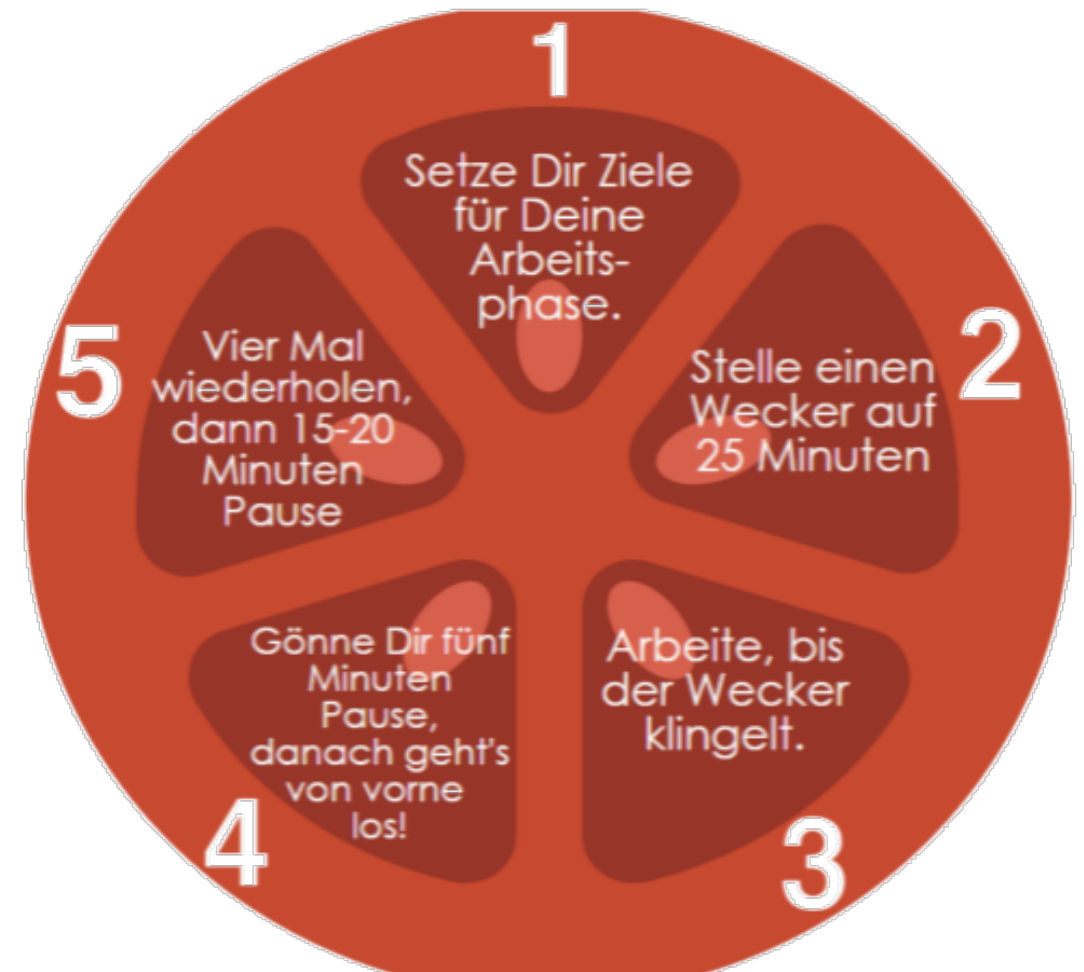 1
Setze Dir Ziele
für Deine
Arbeits-
phase.
2
Stelle einen
Wecker auf
25 Minuten
3
Arbeite, bis
der Wecker
klingelt.
4
Gönne Dir fünf
Minuten
Pause,
danach geht's
von vorne
los!
5
Vier Mal
wiederholen,
dann 15-20
Minuten
Pause